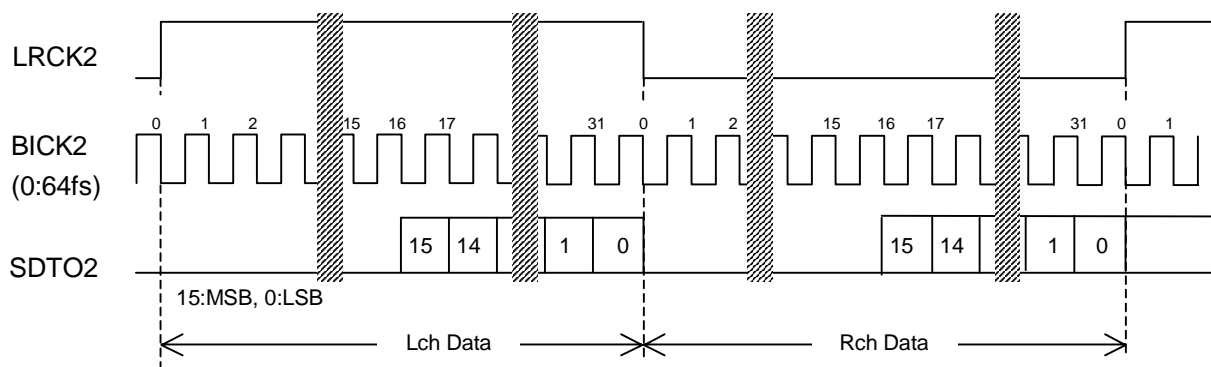 LRCK2
0 1 2 15 16 17 31 0 1 2 15 16 17 31 0 1
BICK2
(0:64fs)
15 14 1 0 15 14 1 0
SDTO2
15:MSB, 0:LSB
Lch Data Rch Data